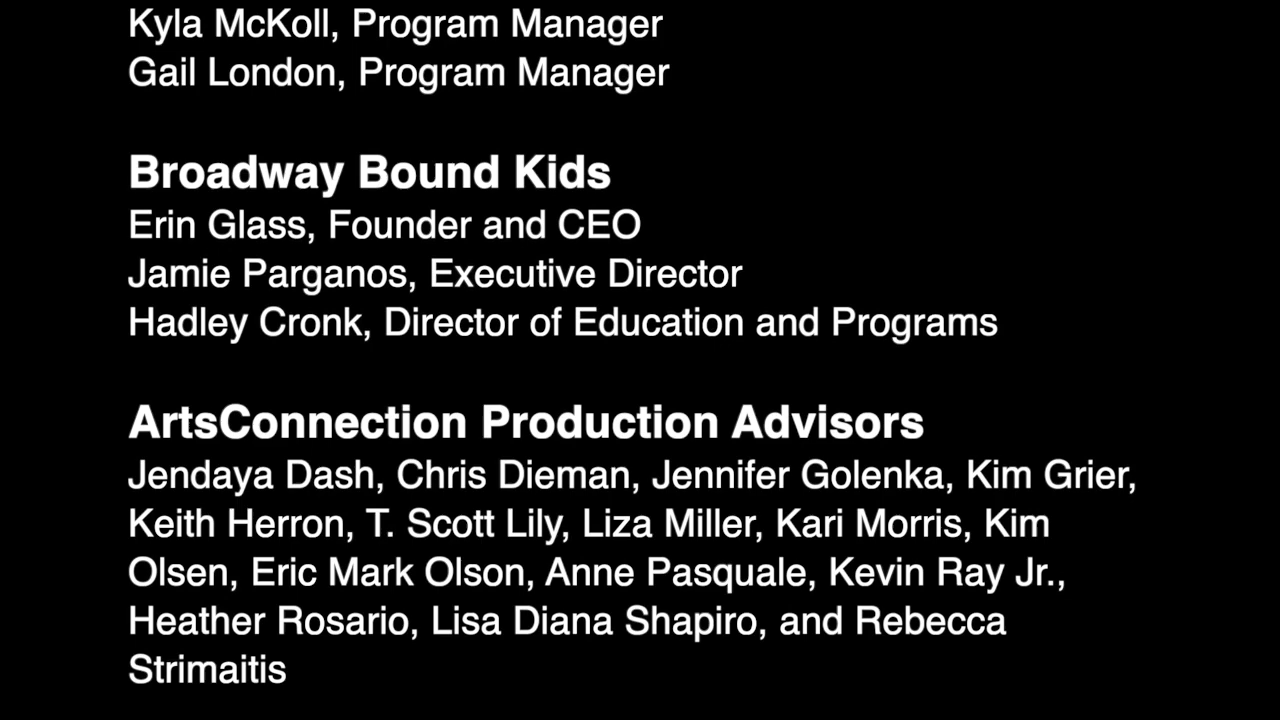 Kyla McKoll, Program Manager
Gail London, Program Manager
Broadway Bound Kids
Erin Glass, Founder and CEO
Jamie Parganos, Executive Director
Hadley Cronk, Director of Education and Programs
ArtsConnection Production Advisors
Jendaya Dash, Chris Dieman, Jennifer Golenka, Kim Grier,
Keith Herron, T. Scott Lily, Liza Miller, Kari Morris, Kim
Olsen, Eric Mark Olson, Anne Pasquale, Kevin Ray Jr.,
Heather Rosario, Lisa Diana Shapiro, and Rebecca
Strimaitis